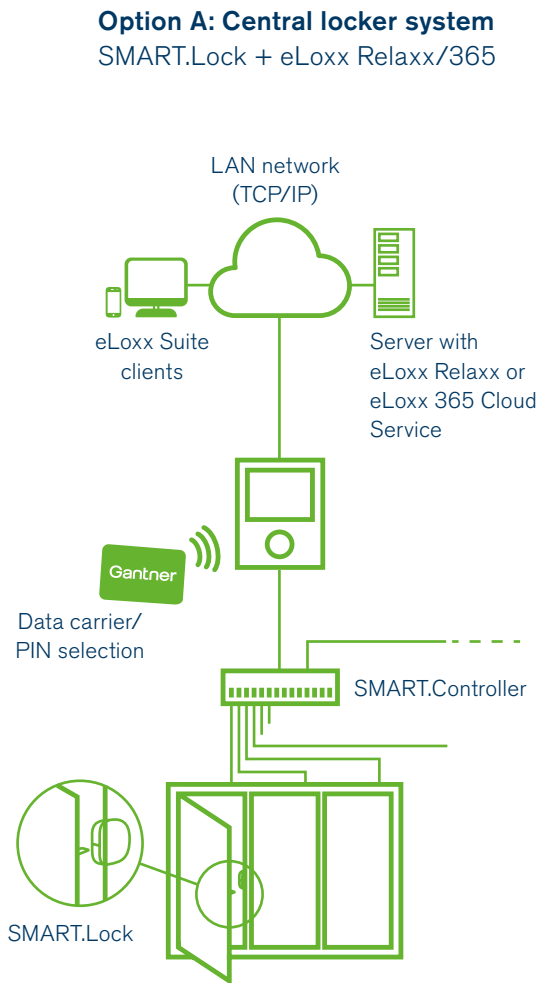 Option A: Central locker system
SMART.Lock + eLoxx Relaxx/365
LAN network
(TCP/IP)
eLoxx Suite
clients
Server with
eLoxx Relaxx or
eLoxx 365 Cloud
Service
Gantner
Data carrier/
PIN selection
SMART.Controller
SMART.Lock